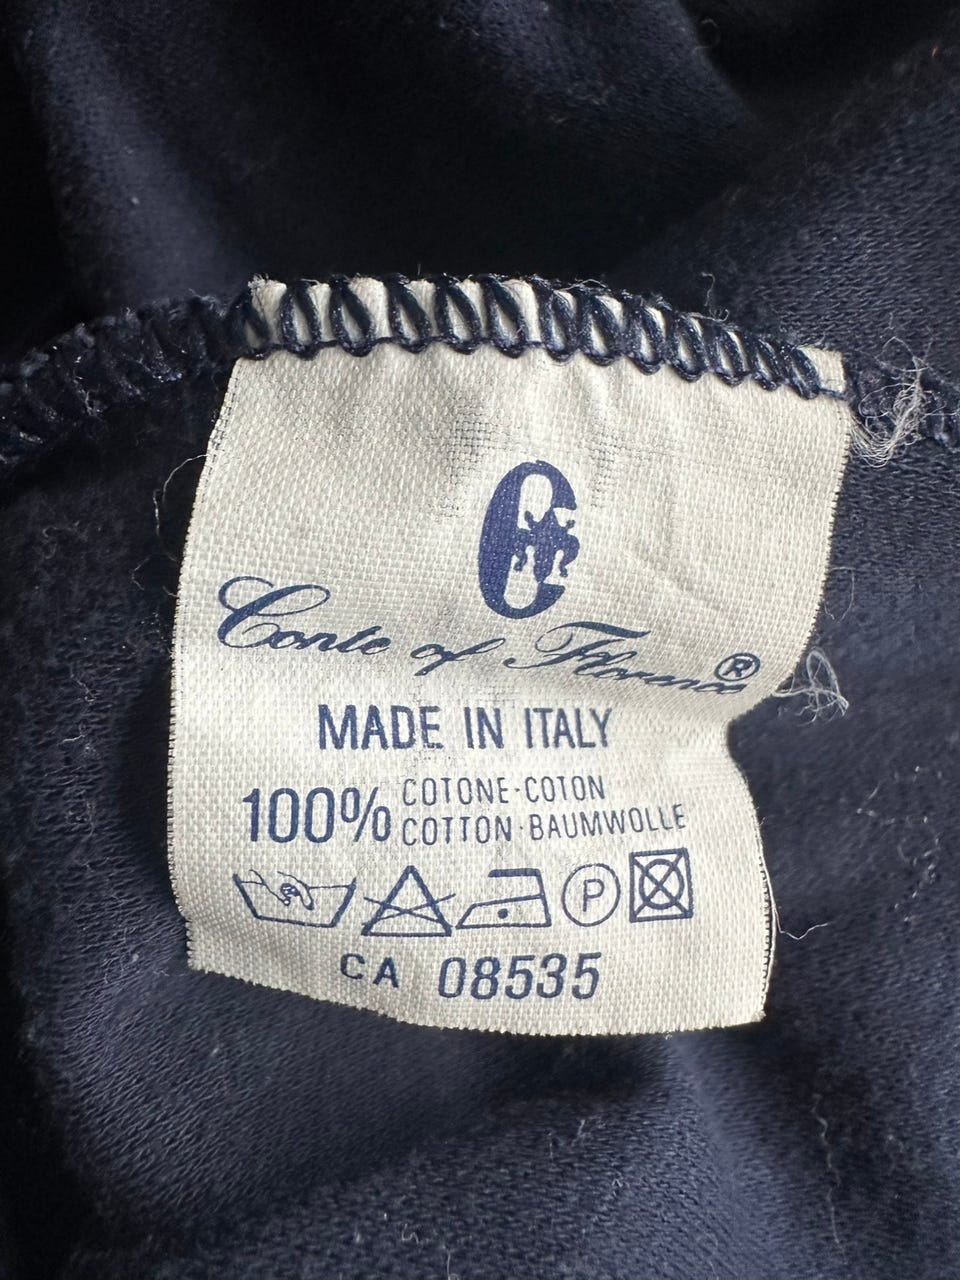 C
Conte of Florence®
MADE IN ITALY
100% COTONE·COTON
COTTON·BAUMWOLLE
P
CA 08535